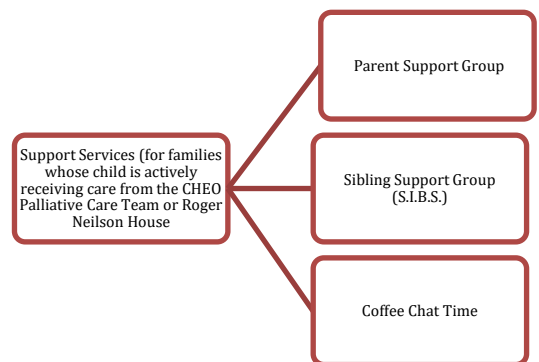 Parent Support Group
Support Services (for families
whose child is actively
receiving care from the CHEO
Palliative Care Team or Roger
Neilson House
Sibling Support Group
(S.I.B.S.)
Coffee Chat Time